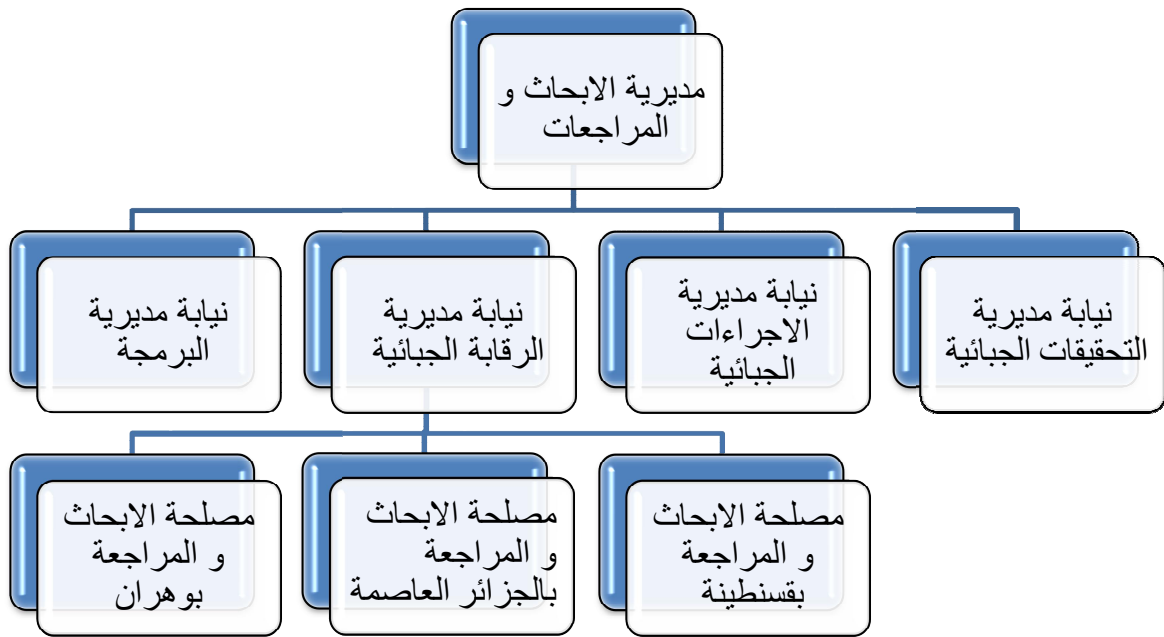 مديرية الابحاث و
المراجعات
نيابة مديرية
التحقيقات الجبائية
نيابة مديرية
الاجراءات
الجبائية
نيابة مديرية
الرقابة الجبائية
نيابة مديرية
البرمجة
مصلحة الابحاث
و المراجعة
بقسنطينة
مصلحة الابحاث
و المراجعة
بالجزائر العاصمة
مصلحة الابحاث
و المراجعة
بوهران